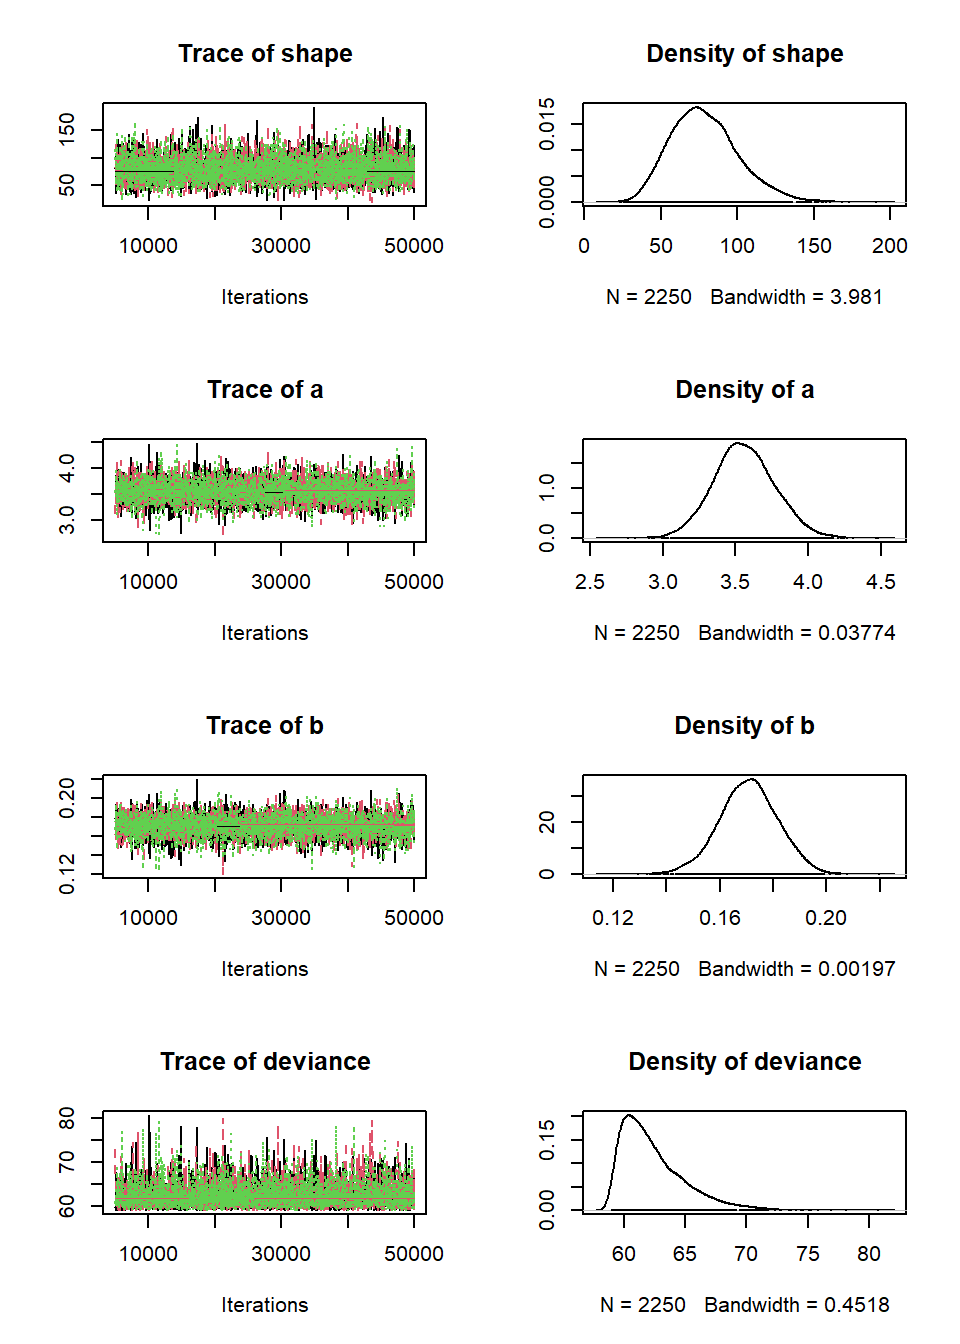 Trace of shape
Density of shape
150
50
10000 30000 50000
Iterations
0.015
0.000
0 50 100 150 200
N = 2250 Bandwidth = 3.981
Trace of a
Density of a
4.0
3.0
10000 30000 50000
Iterations
1.0
0.0
2.5 3.0 3.5 4.0 4.5
N = 2250 Bandwidth = 0.03774
Trace of b
Density of b
0.20
0.12
10000 30000 50000
Iterations
20
0
0.12 0.16 0.20
N = 2250 Bandwidth = 0.00197
Trace of deviance
Density of deviance
80
70
60
10000 30000 50000
Iterations
0.15
0.00
60 65 70 75 80
N = 2250 Bandwidth = 0.4518